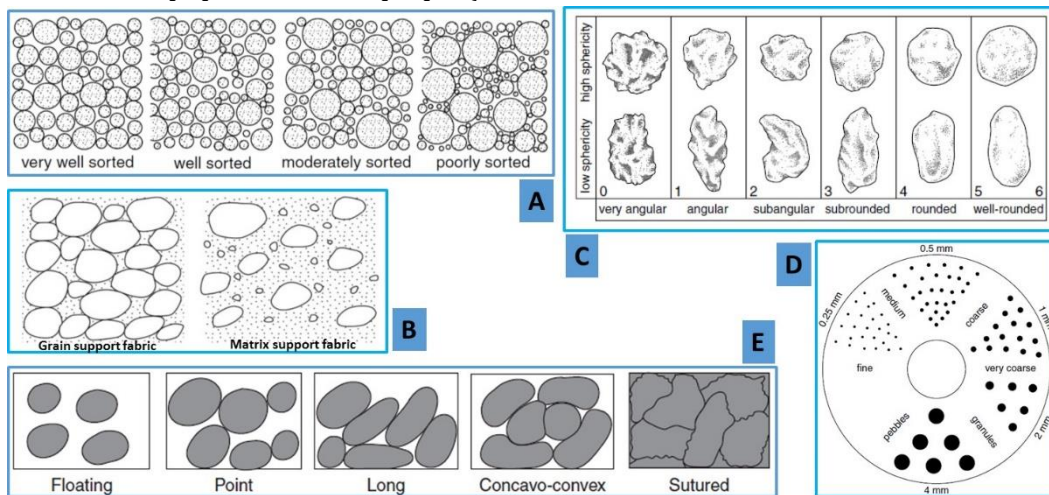 very well sorted
well sorted
moderately sorted
poorly sorted
A
high sphericity
low sphericity
0
1
2
3
4
5
6
very angular
angular
subangular
subrounded
rounded
well-rounded
C
Grain support fabric
Matrix support fabric
B
D
0.5 mm
0.25 mm
medium
coarse
1 mm
fine
very coarse
pebbles
granules
2 mm
4 mm
E
Floating
Point
Long
Concavo-convex
Sutured